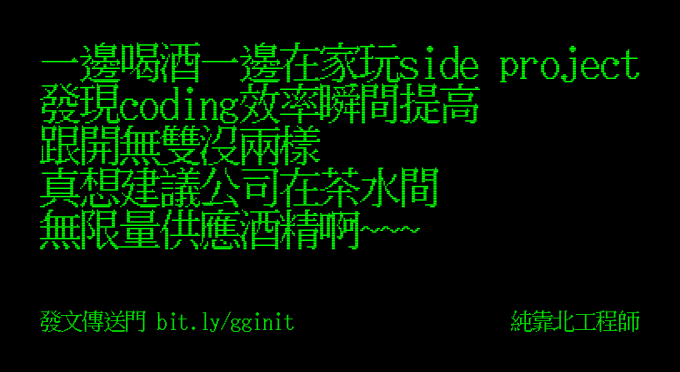 一邊喝酒一邊在家玩side project
發現coding效率瞬間提高
跟開無雙沒兩樣
真想建議公司在茶水間
無限量供應酒精啊~~~
發文傳送門 bit.ly/gginit
純靠北工程師